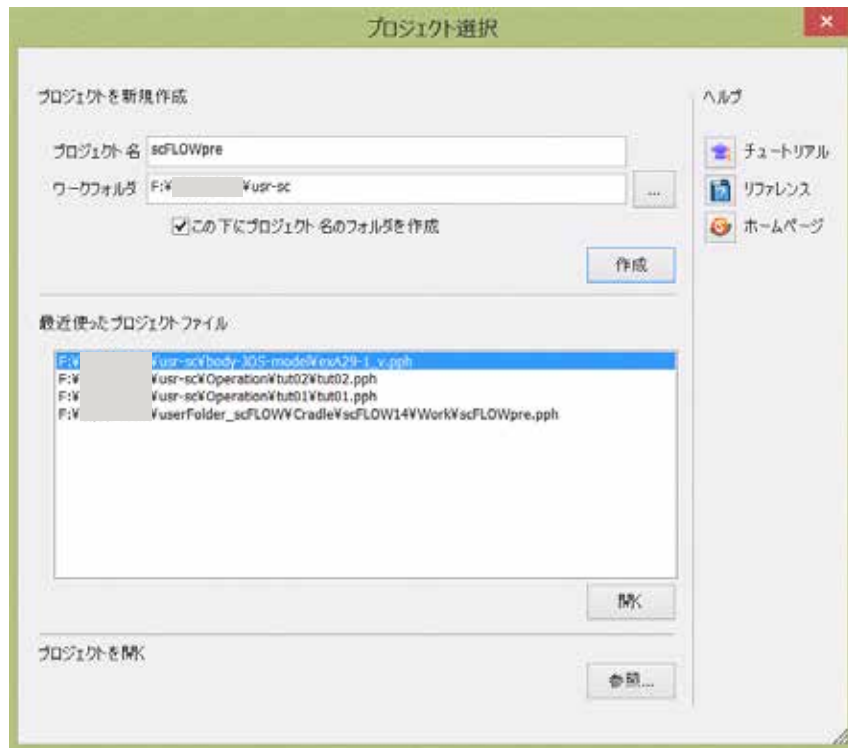 プロジェクト選択
プロジェクトを新規作成
プロジェクト名 scFLOWpre
ワークフォルダ F:¥ ¥usr-sc ...
この下にプロジェクト名のフォルダを作成
作成
最近使ったプロジェクトファイル
F:¥ ¥usr-sc¥body-3DS-model¥exA29-1_v.pph
F:¥ ¥usr-sc¥Operation¥tut02¥tut02.pph
F:¥ ¥usr-sc¥Operation¥tut01¥tut01.pph
F:¥ ¥userFolder_scFLOW¥Cradle¥scFLOW14¥Work¥scFLOWpre.pph
開く
プロジェクトを開く
参照...
ヘルプ
チュートリアル
リファレンス
ホームページ